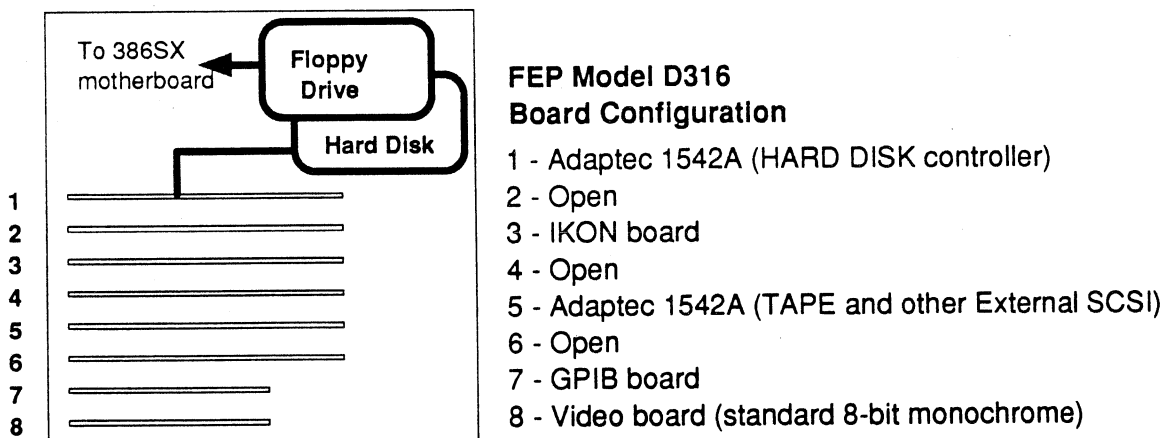 To 386SX
motherboard
Floppy
Drive
Hard Disk
1
2
3
4
5
6
7
8
FEP Model D316
Board Configuration
1 - Adaptec 1542A (HARD DISK controller)
2 - Open
3 - IKON board
4 - Open
5 - Adaptec 1542A (TAPE and other External SCSI)
6 - Open
7 - GPIB board
8 - Video board (standard 8-bit monochrome)